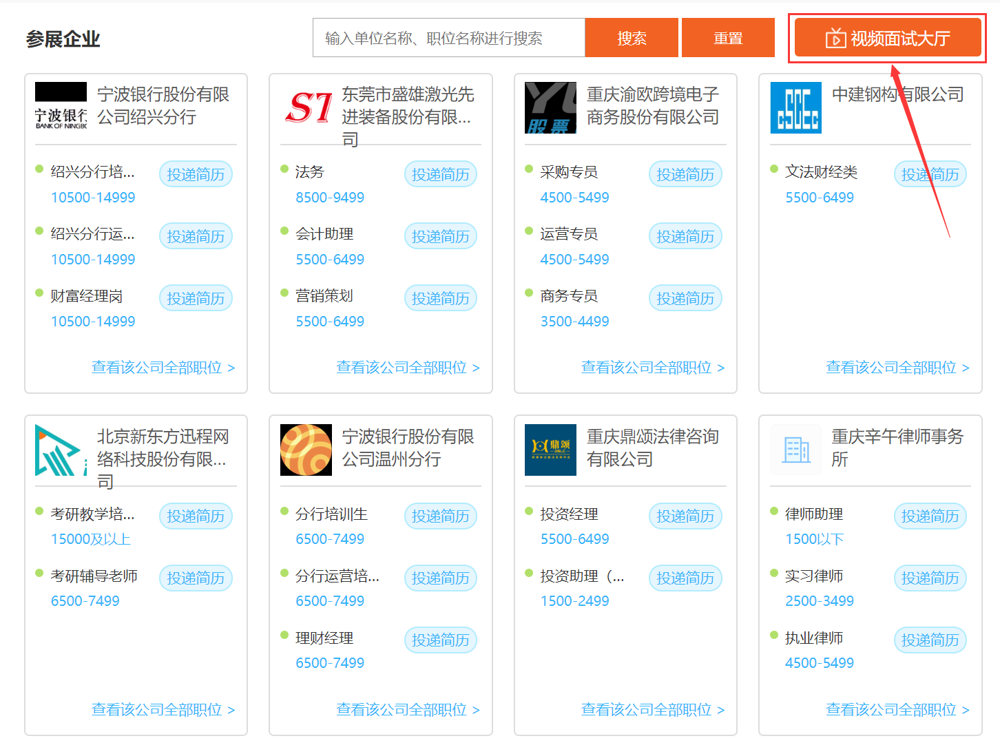 参展企业
输入单位名称、职位名称进行搜索
搜索
重置
视频面试大厅
宁波银行
BANK OF NINGBO
宁波银行股份有限
公司绍兴分行
绍兴分行培...
投递简历
10500-14999
绍兴分行运...
投递简历
10500-14999
财富经理岗
投递简历
10500-14999
查看该公司全部职位 >
ST
东莞市盛雄激光先
进装备股份有限...
司
法务
投递简历
8500-9499
会计助理
投递简历
5500-6499
营销策划
投递简历
5500-6499
查看该公司全部职位 >
YU
股票
重庆渝欧跨境电子
商务股份有限公司
采购专员
投递简历
4500-5499
运营专员
投递简历
4500-5499
商务专员
投递简历
3500-4499
查看该公司全部职位 >
CSCEC
中建钢构有限公司
文法财经类
投递简历
5500-6499
查看该公司全部职位 >
北京新东方迅程网
络科技股份有限...
司
考研教学培...
投递简历
15000及以上
考研辅导老师
投递简历
6500-7499
查看该公司全部职位 >
宁波银行股份有限
公司温州分行
分行培训生
投递简历
6500-7499
分行运营培...
投递简历
6500-7499
理财经理
投递简历
6500-7499
查看该公司全部职位 >
鼎颂
DSLC
重庆鼎颂法律咨询
有限公司
投资经理
投递简历
5500-6499
投资助理（...
投递简历
1500-2499
查看该公司全部职位 >
重庆辛午律师事务
所
律师助理
投递简历
1500以下
实习律师
投递简历
2500-3499
执业律师
投递简历
4500-5499
查看该公司全部职位 >